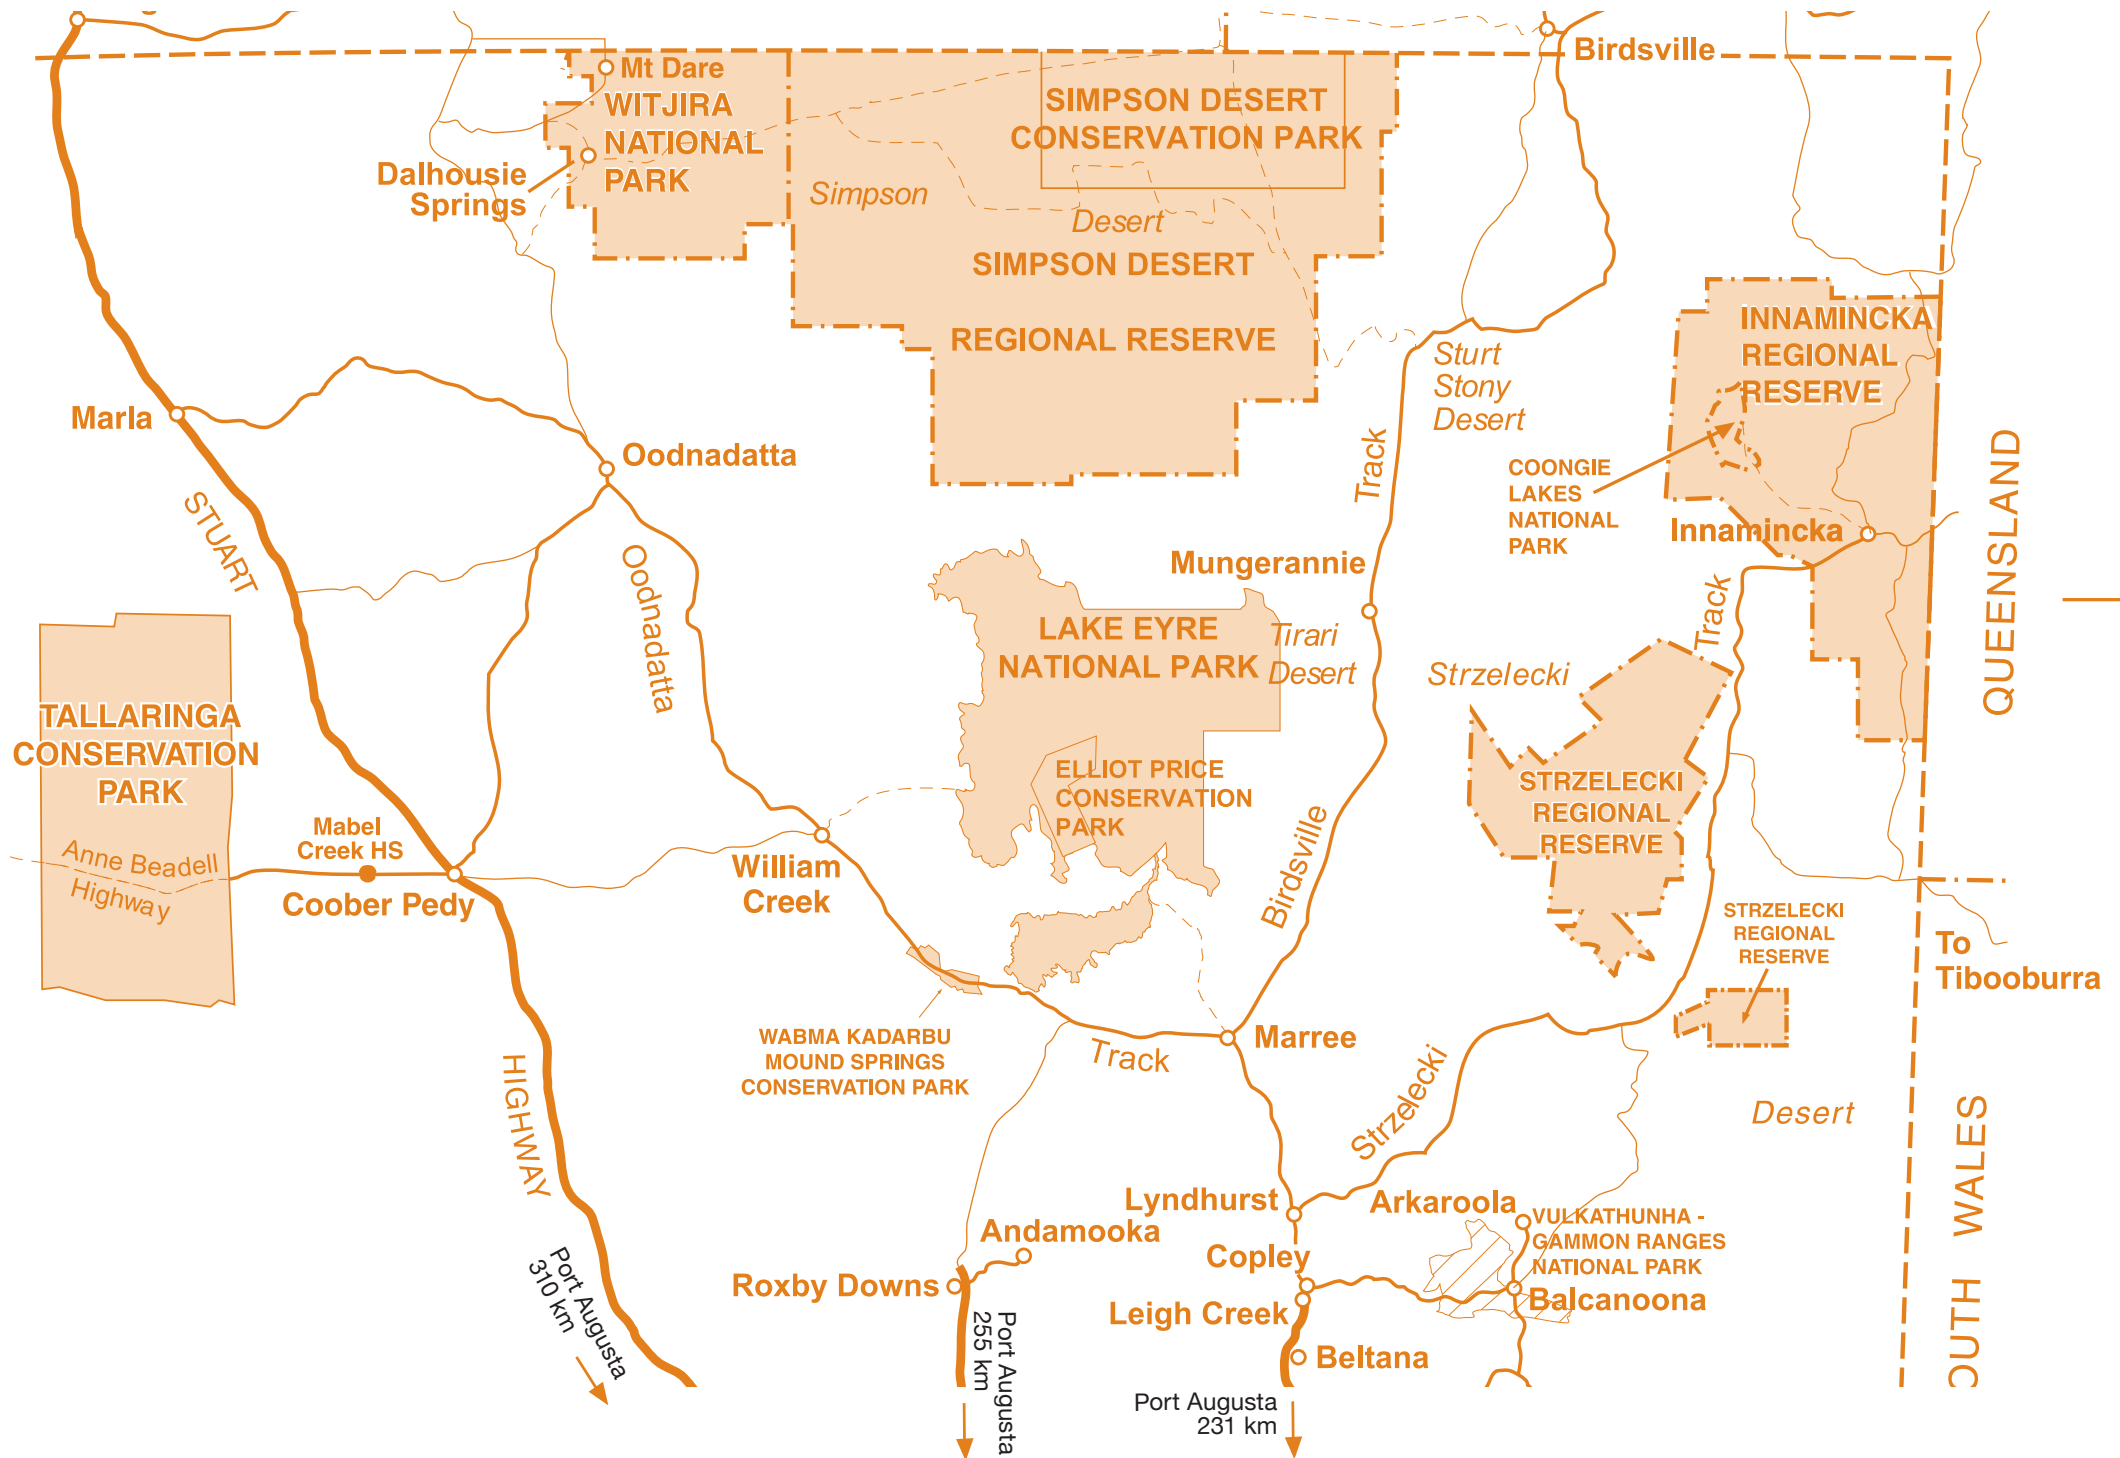 Birdsville
Mt Dare
WITJIRA
NATIONAL
PARK
Dalhousie
Springs
SIMPSON DESERT
CONSERVATION PARK
Simpson
Desert
SIMPSON DESERT
REGIONAL RESERVE
INNAMINCKA
REGIONAL
RESERVE
Sturt
Stony
Desert
Marla
Oodnadatta
Track
COONGIE
LAKES
NATIONAL
PARK
Innamincka
QUEENSLAND
STUART
Oodnadatta
Mungerannie
Track
LAKE EYRE
NATIONAL PARK
Tirari
Desert
Strzelecki
TALLARINGA
CONSERVATION
PARK
ELLIOT PRICE
CONSERVATION
PARK
STRZELECKI
REGIONAL
RESERVE
Mabel
Creek HS
Anne Beadell
Highway
Coober Pedy
William
Creek
Birdsville
STRZELECKI
REGIONAL
RESERVE
To
Tibooburra
WABMA KADARBU
MOUND SPRINGS
CONSERVATION PARK
Track
Marree
HIGHWAY
Strzelecki
Desert
OUTH WALES
Lyndhurst
Arkaroola
VULKATHUNHA -
GAMMON RANGES
NATIONAL PARK
Andamooka
Copley
Roxby Downs
Leigh Creek
Balcanoona
Beltana
Port Augusta
310 km
Port Augusta
255 km
Port Augusta
231 km